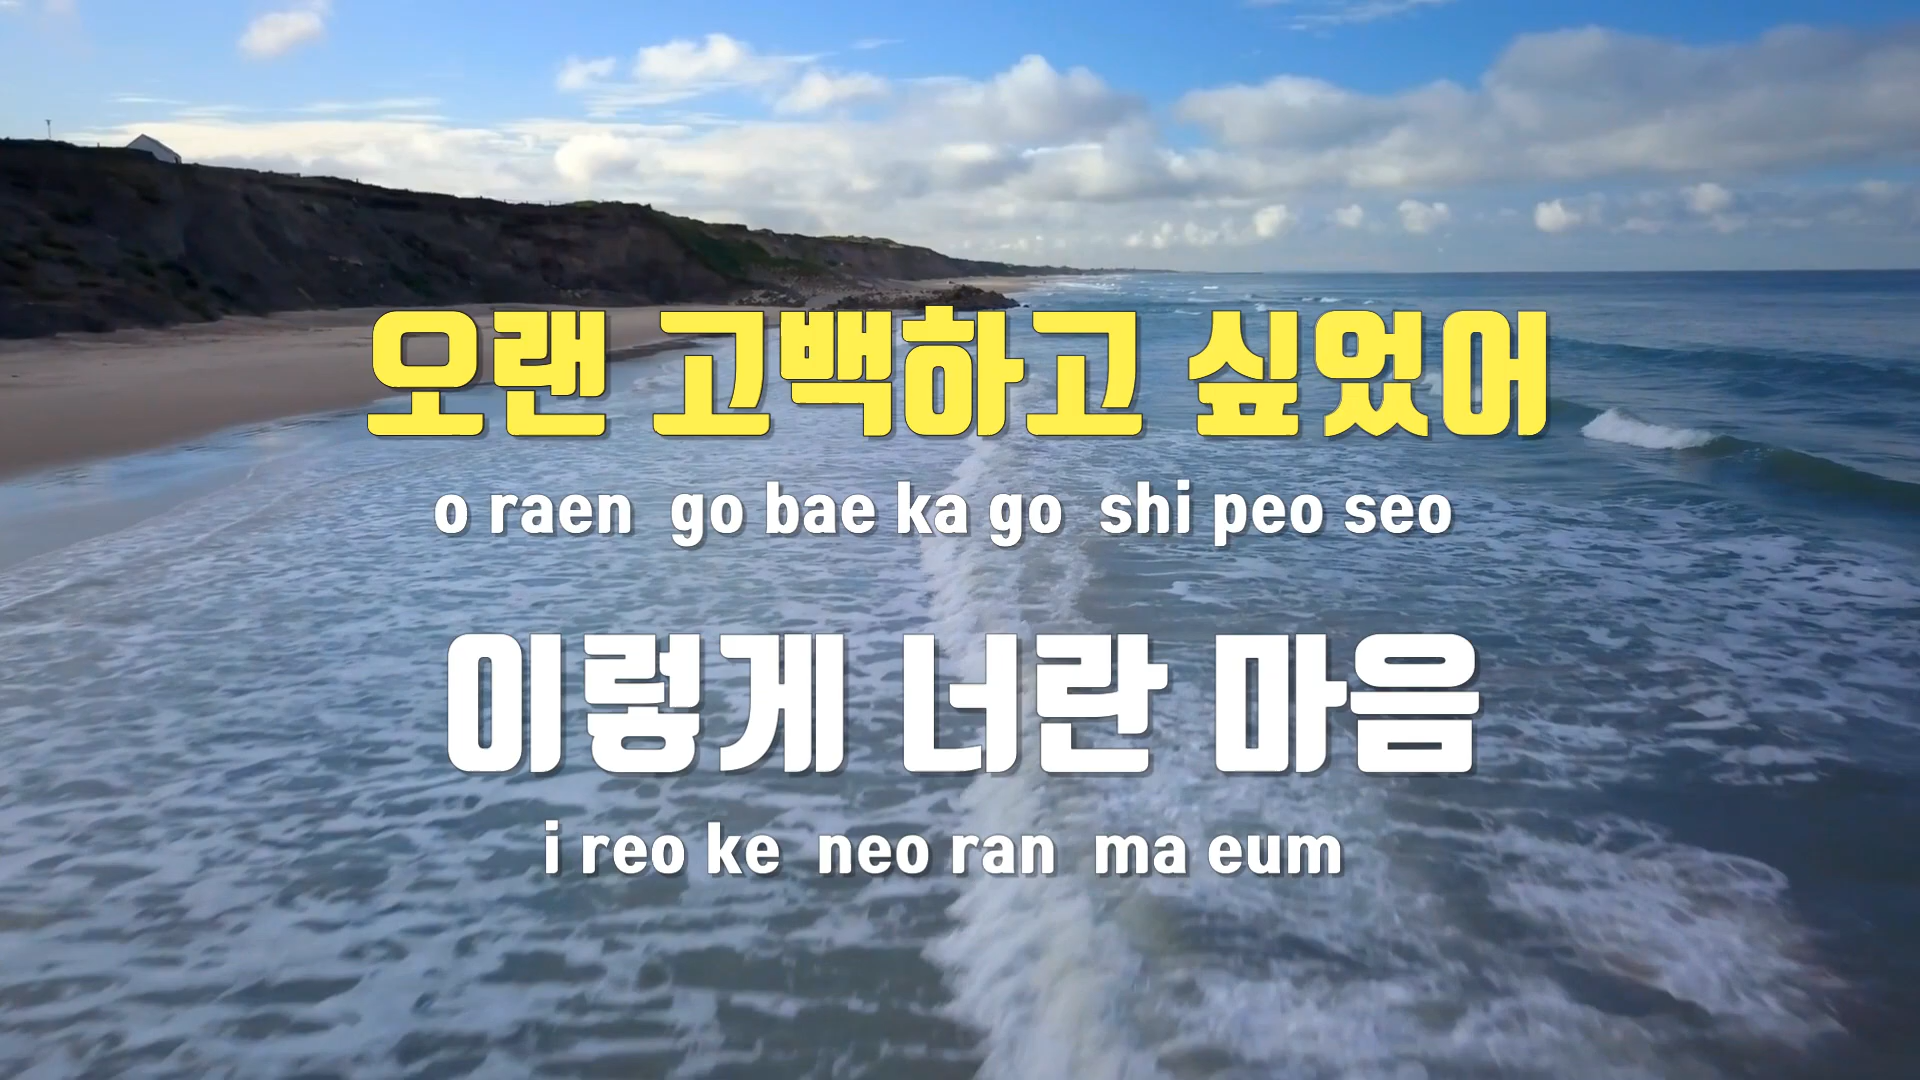 오랜 고백하고 싶었어
o raen go bae ka go shi peo seo
이렇게 너란 마음
i reo ke neo ran ma eum